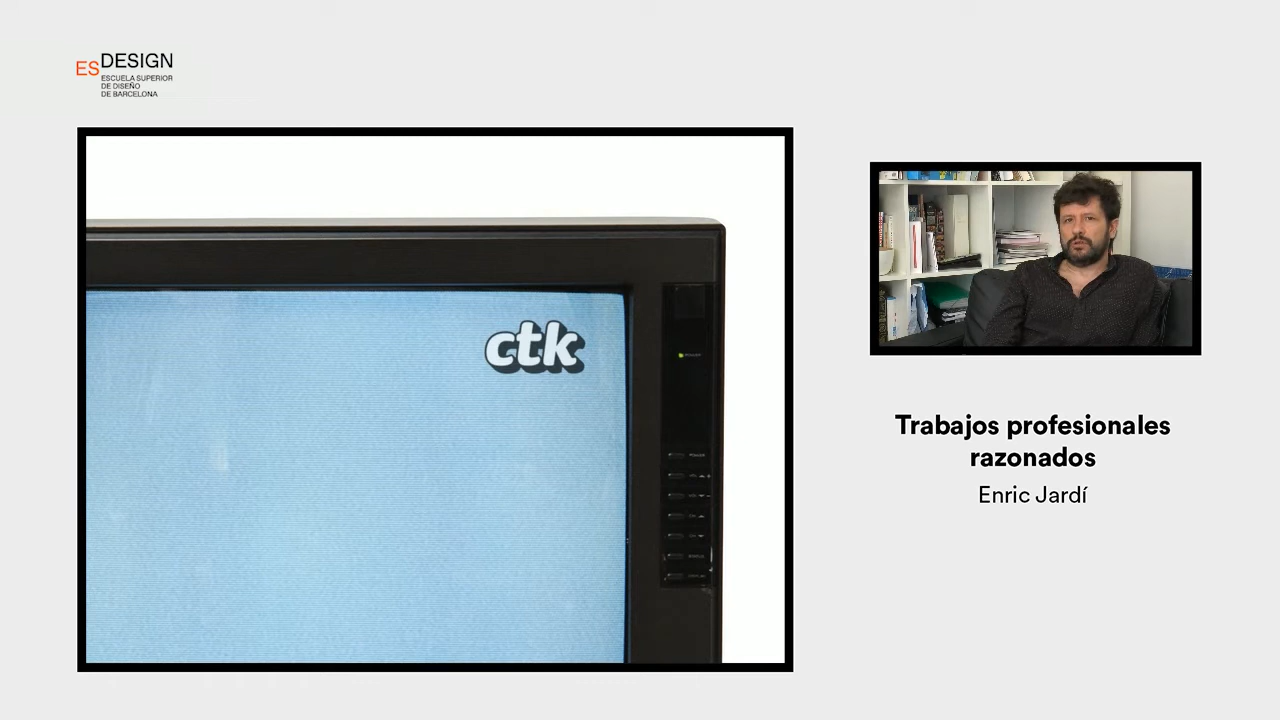 ESDESIGN
ESCUELA SUPERIOR
DE DISEÑO
DE BARCELONA
ctk
Trabajos profesionales
razonados
Enric Jardí